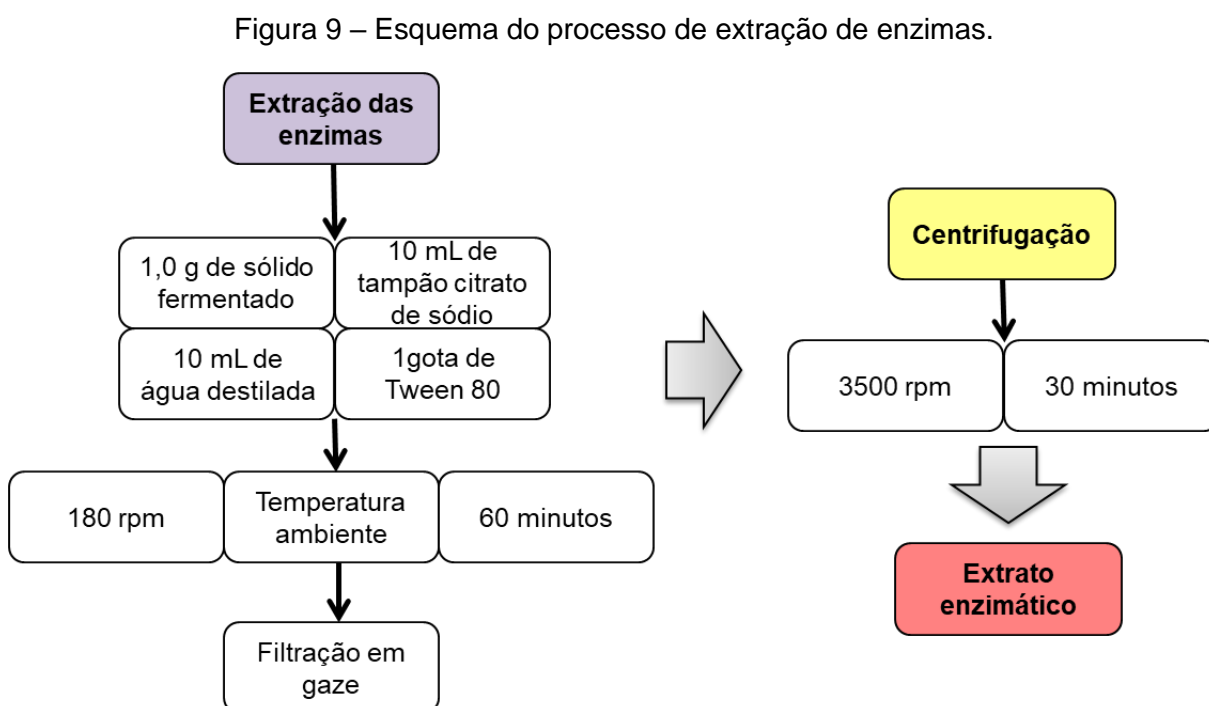 Figura 9 – Esquema do processo de extração de enzimas.
Extração das
enzimas
1,0 g de sólido
fermentado
10 mL de
tampão citrato
de sódio
10 mL de
água destilada
1gota de
Tween 80
180 rpm
Temperatura
ambiente
60 minutos
Filtração em
gaze
Centrifugação
3500 rpm
30 minutos
Extrato
enzimático